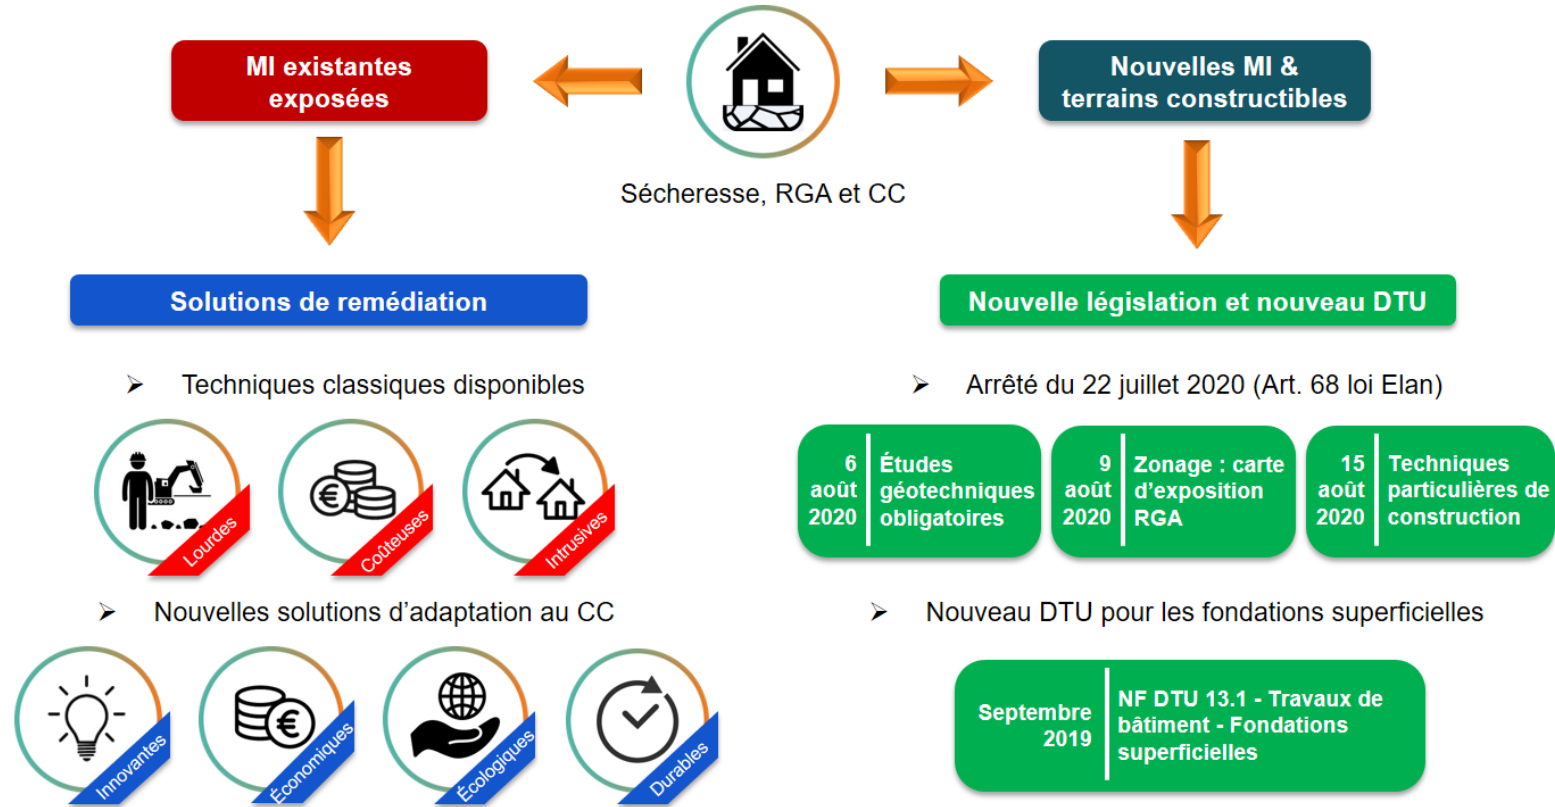 MI existantes
exposées
Nouvelles MI &
terrains constructibles
Sécheresse, RGA et CC
Solutions de remédiation
Techniques classiques disponibles
Lourdes
Coûteuses
Intrusives
Nouvelles solutions d’adaptation au CC
Innovantes
Économiques
Écologiques
Durables
Nouvelle législation et nouveau DTU
Arrêté du 22 juillet 2020 (Art. 68 loi Elan)
6
août
2020
Études
géotechniques
obligatoires
9
août
2020
Zonage : carte
d’exposition
RGA
15
août
2020
Techniques
particulières de
construction
Nouveau DTU pour les fondations superficielles
Septembre
2019
NF DTU 13.1 - Travaux de
bâtiment - Fondations
superficielles